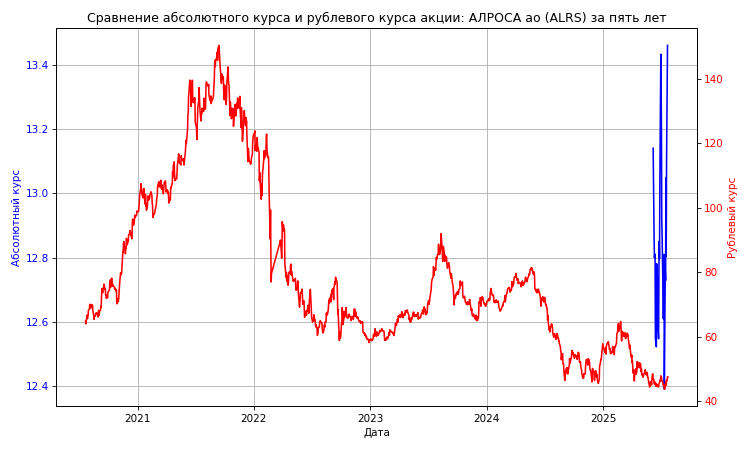 Сравнение абсолютного курса и рублевого курса акции: АЛРОСА ао (ALRS) за пять лет
13.4
13.2
13.0
12.8
12.6
12.4
Абсолютный курс
140
120
100
80
60
40
Рублевый курс
2021 2022 2023 2024 2025
Дата